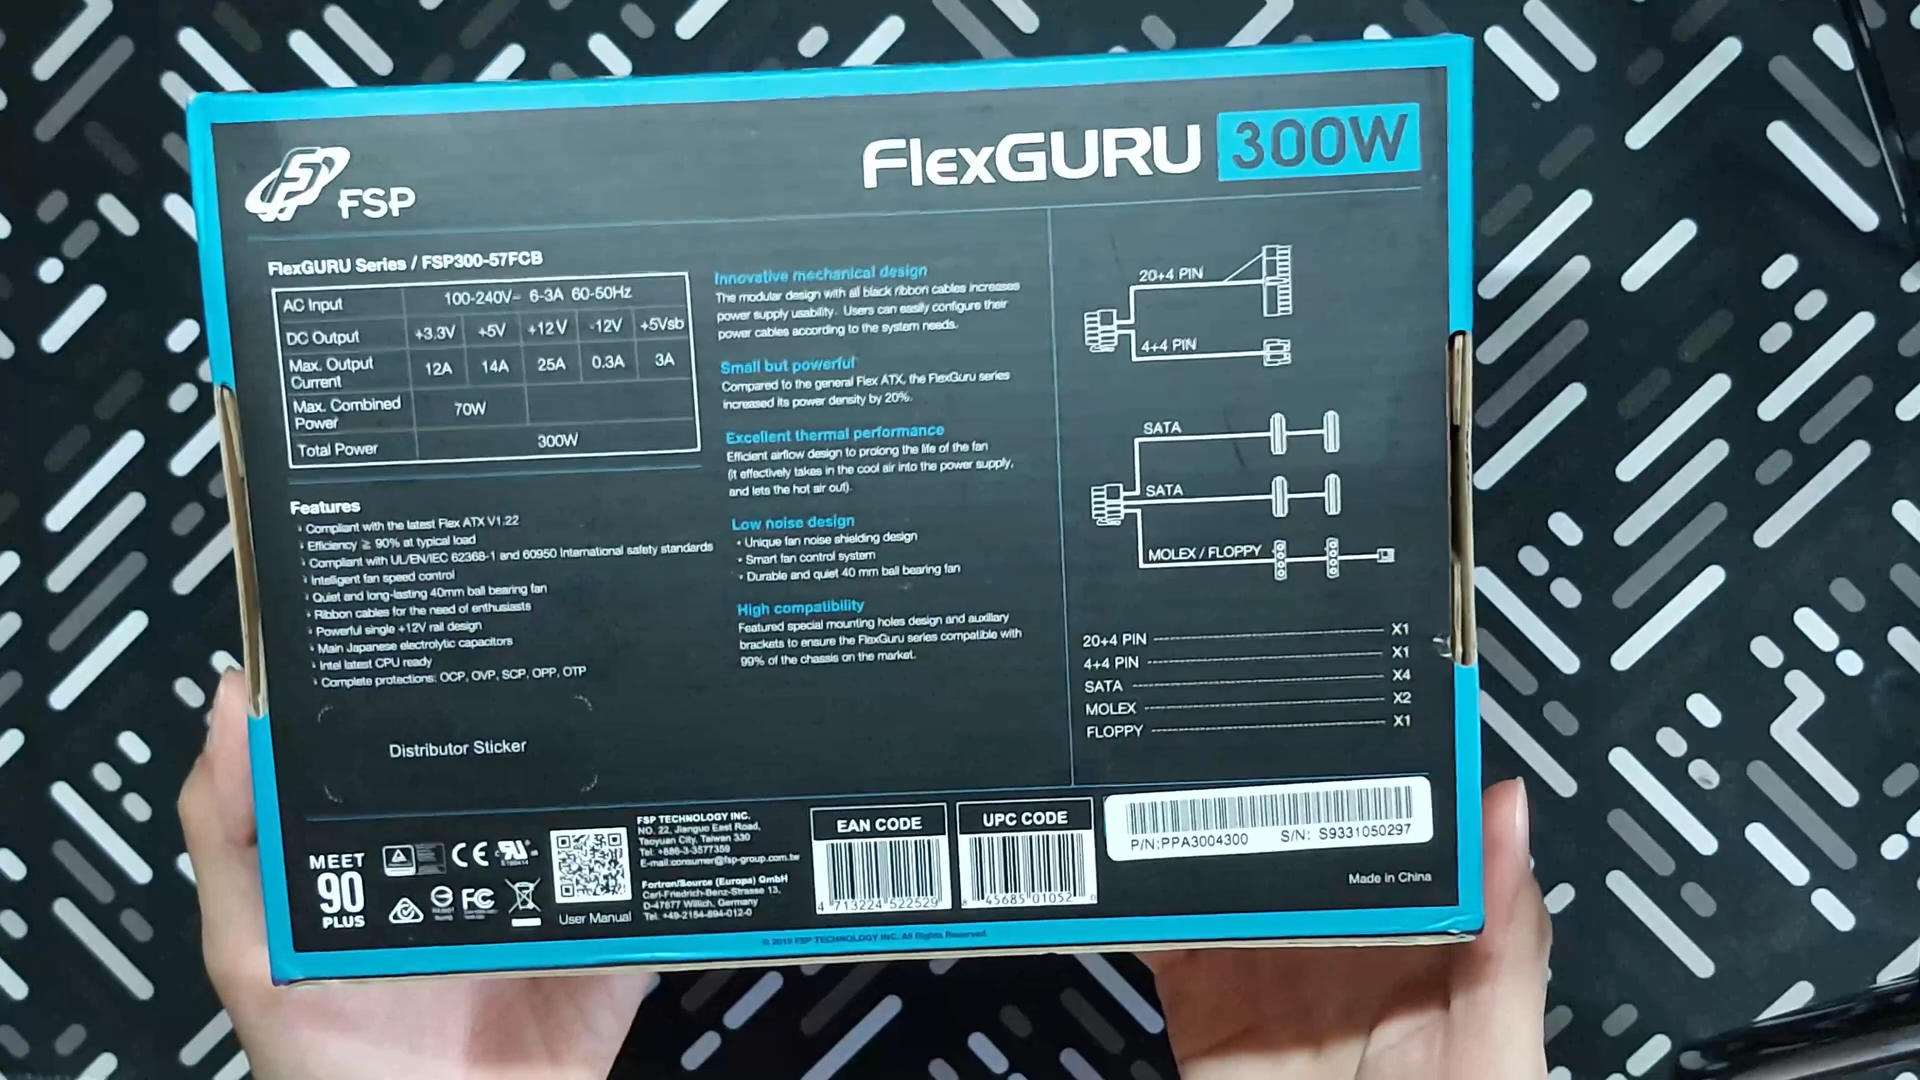 FSP
FlexGURU 300W
FlexGURU Series / FSP300-57FCB
AC Input 100-240V~ 6-3A 60-50Hz
DC Output +3.3V +5V +12V -12V +5Vsb
Max. Output Current 12A 14A 25A 0.3A 3A
Max. Combined Power 70W
Total Power 300W
Features
Compliant with the latest Flex ATX V1.22
Efficiency ≥ 90% at typical load
Compliant with UL/EN/IEC 62368-1 and 60950 International safety standards
Intelligent fan speed control
Quiet and long-lasting 40mm ball bearing fan
Ribbon cables for the need of enthusiasts
Powerful single +12V rail design
Main Japanese electrolytic capacitors
Intel latest CPU ready
Complete protections: OCP, OVP, SCP, OPP, OTP
Distributor Sticker
Innovative mechanical design
The modular design with all black ribbon cables increases
power supply usability. Users can easily configure their
power cables according to the system needs.
Small but powerful
Compared to the general Flex ATX, the FlexGuru series
increased its power density by 20%.
Excellent thermal performance
Efficient airflow design to prolong the life of the fan
(it effectively takes in the cool air into the power supply,
and lets the hot air out).
Low noise design
• Unique fan noise shielding design
• Smart fan control system
• Durable and quiet 40 mm ball bearing fan
High compatibility
Featured special mounting holes design and auxiliary
brackets to ensure the FlexGuru series compatible with
99% of the chassis on the market.
20+4 PIN
4+4 PIN
SATA
SATA
MOLEX / FLOPPY
20+4 PIN X1
4+4 PIN X1
SATA X4
MOLEX X2
FLOPPY X1
MEET
90
PLUS
CE
FC
User Manual
FSP TECHNOLOGY INC.
NO. 22, Jianguo East Road,
Taoyuan City, Taiwan 330
Tel: +886-3-3577359
E-mail:consumer@fsp-group.com.tw
Fortron/Source (Europa) GmbH
Carl-Friedrich-Benz-Strasse 13,
D-47877 Willich, Germany
Tel. +49-2154-894-012-0
EAN CODE
4 713224 522529
UPC CODE
45685 01052
P/N:PPA3004300 S/N: S9331050297
Made in China
© 2019 FSP TECHNOLOGY INC. All Rights Reserved.